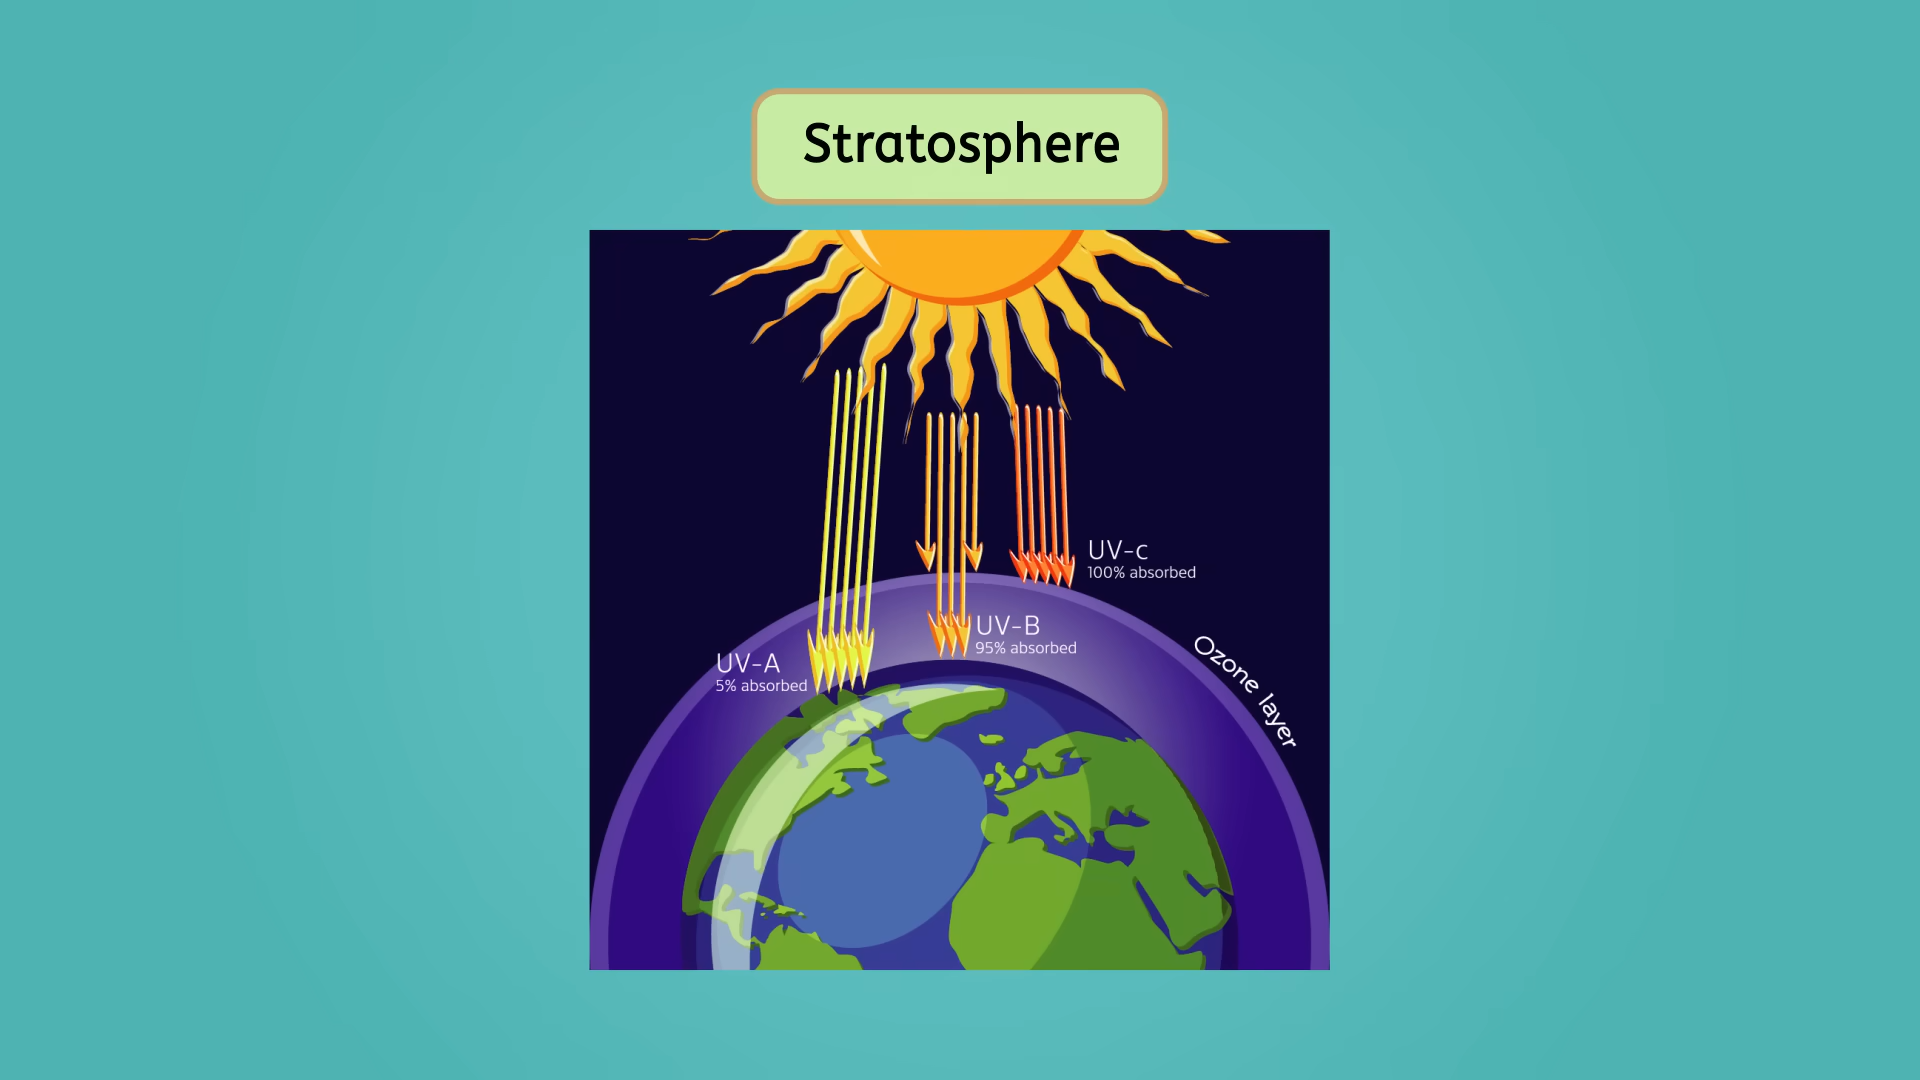 Stratosphere
UV-c
100% absorbed
UV-B
95% absorbed
Ozone layer
UV-A
5% absorbed